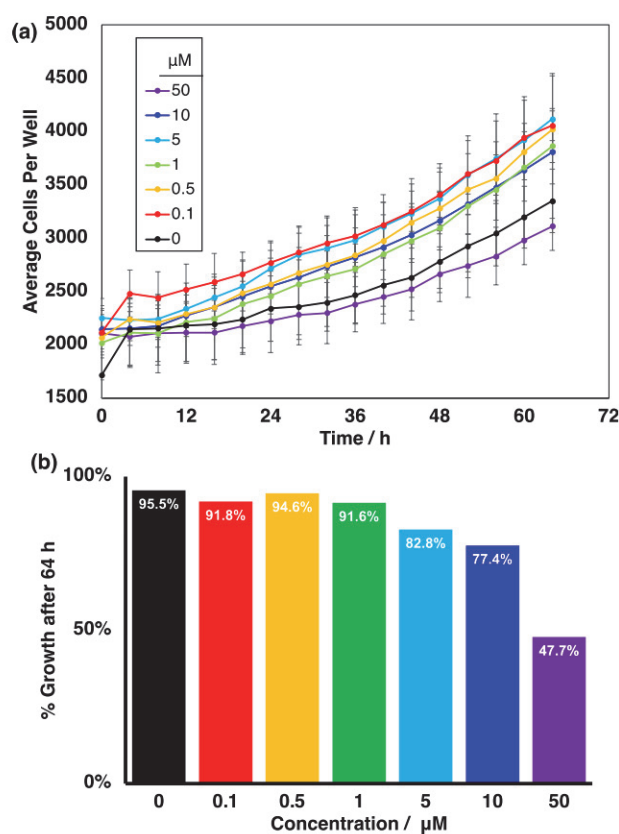 (a)
5000
4500
4000
3500
3000
2500
2000
1500
Average Cells Per Well
μM
50
10
5
1
0.5
0.1
0
0 12 24 36 48 60 72
Time / h
(b)
100%
50%
0%
% Growth after 64 h
95.5% 91.8% 94.6% 91.6% 82.8% 77.4% 47.7%
0 0.1 0.5 1 5 10 50
Concentration / μM